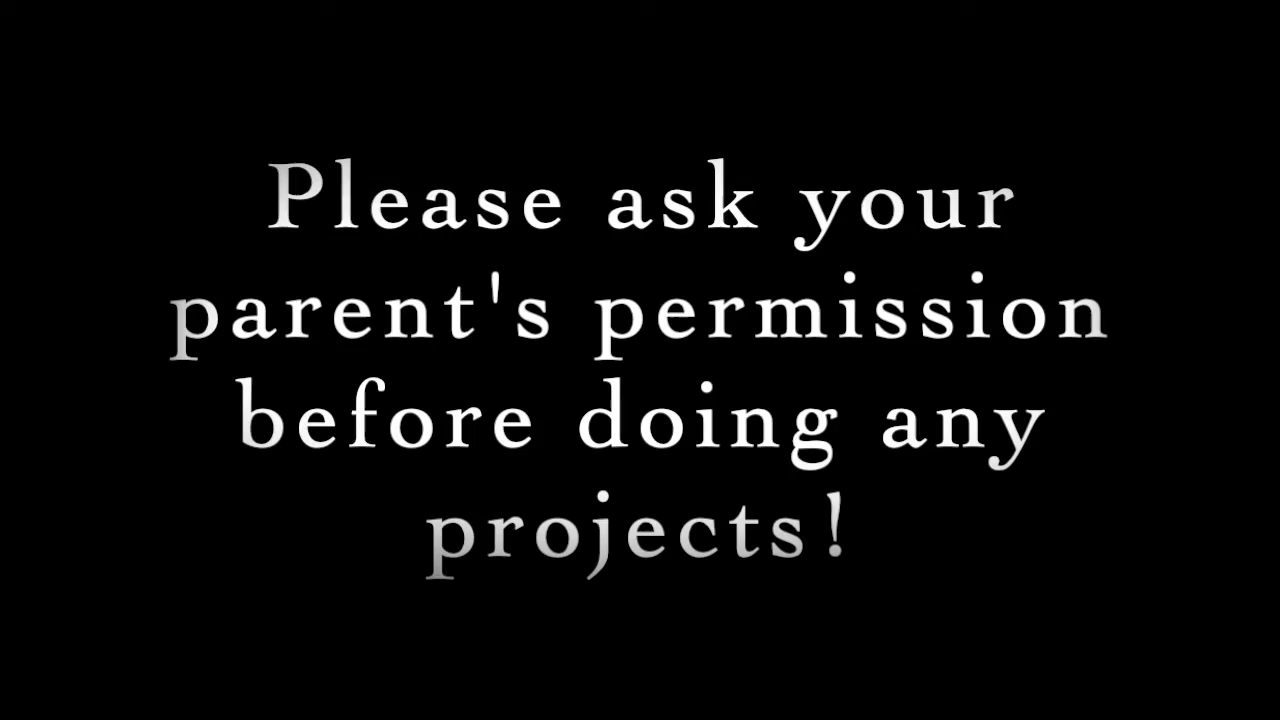 Please ask your
parent's permission
before doing any
projects!